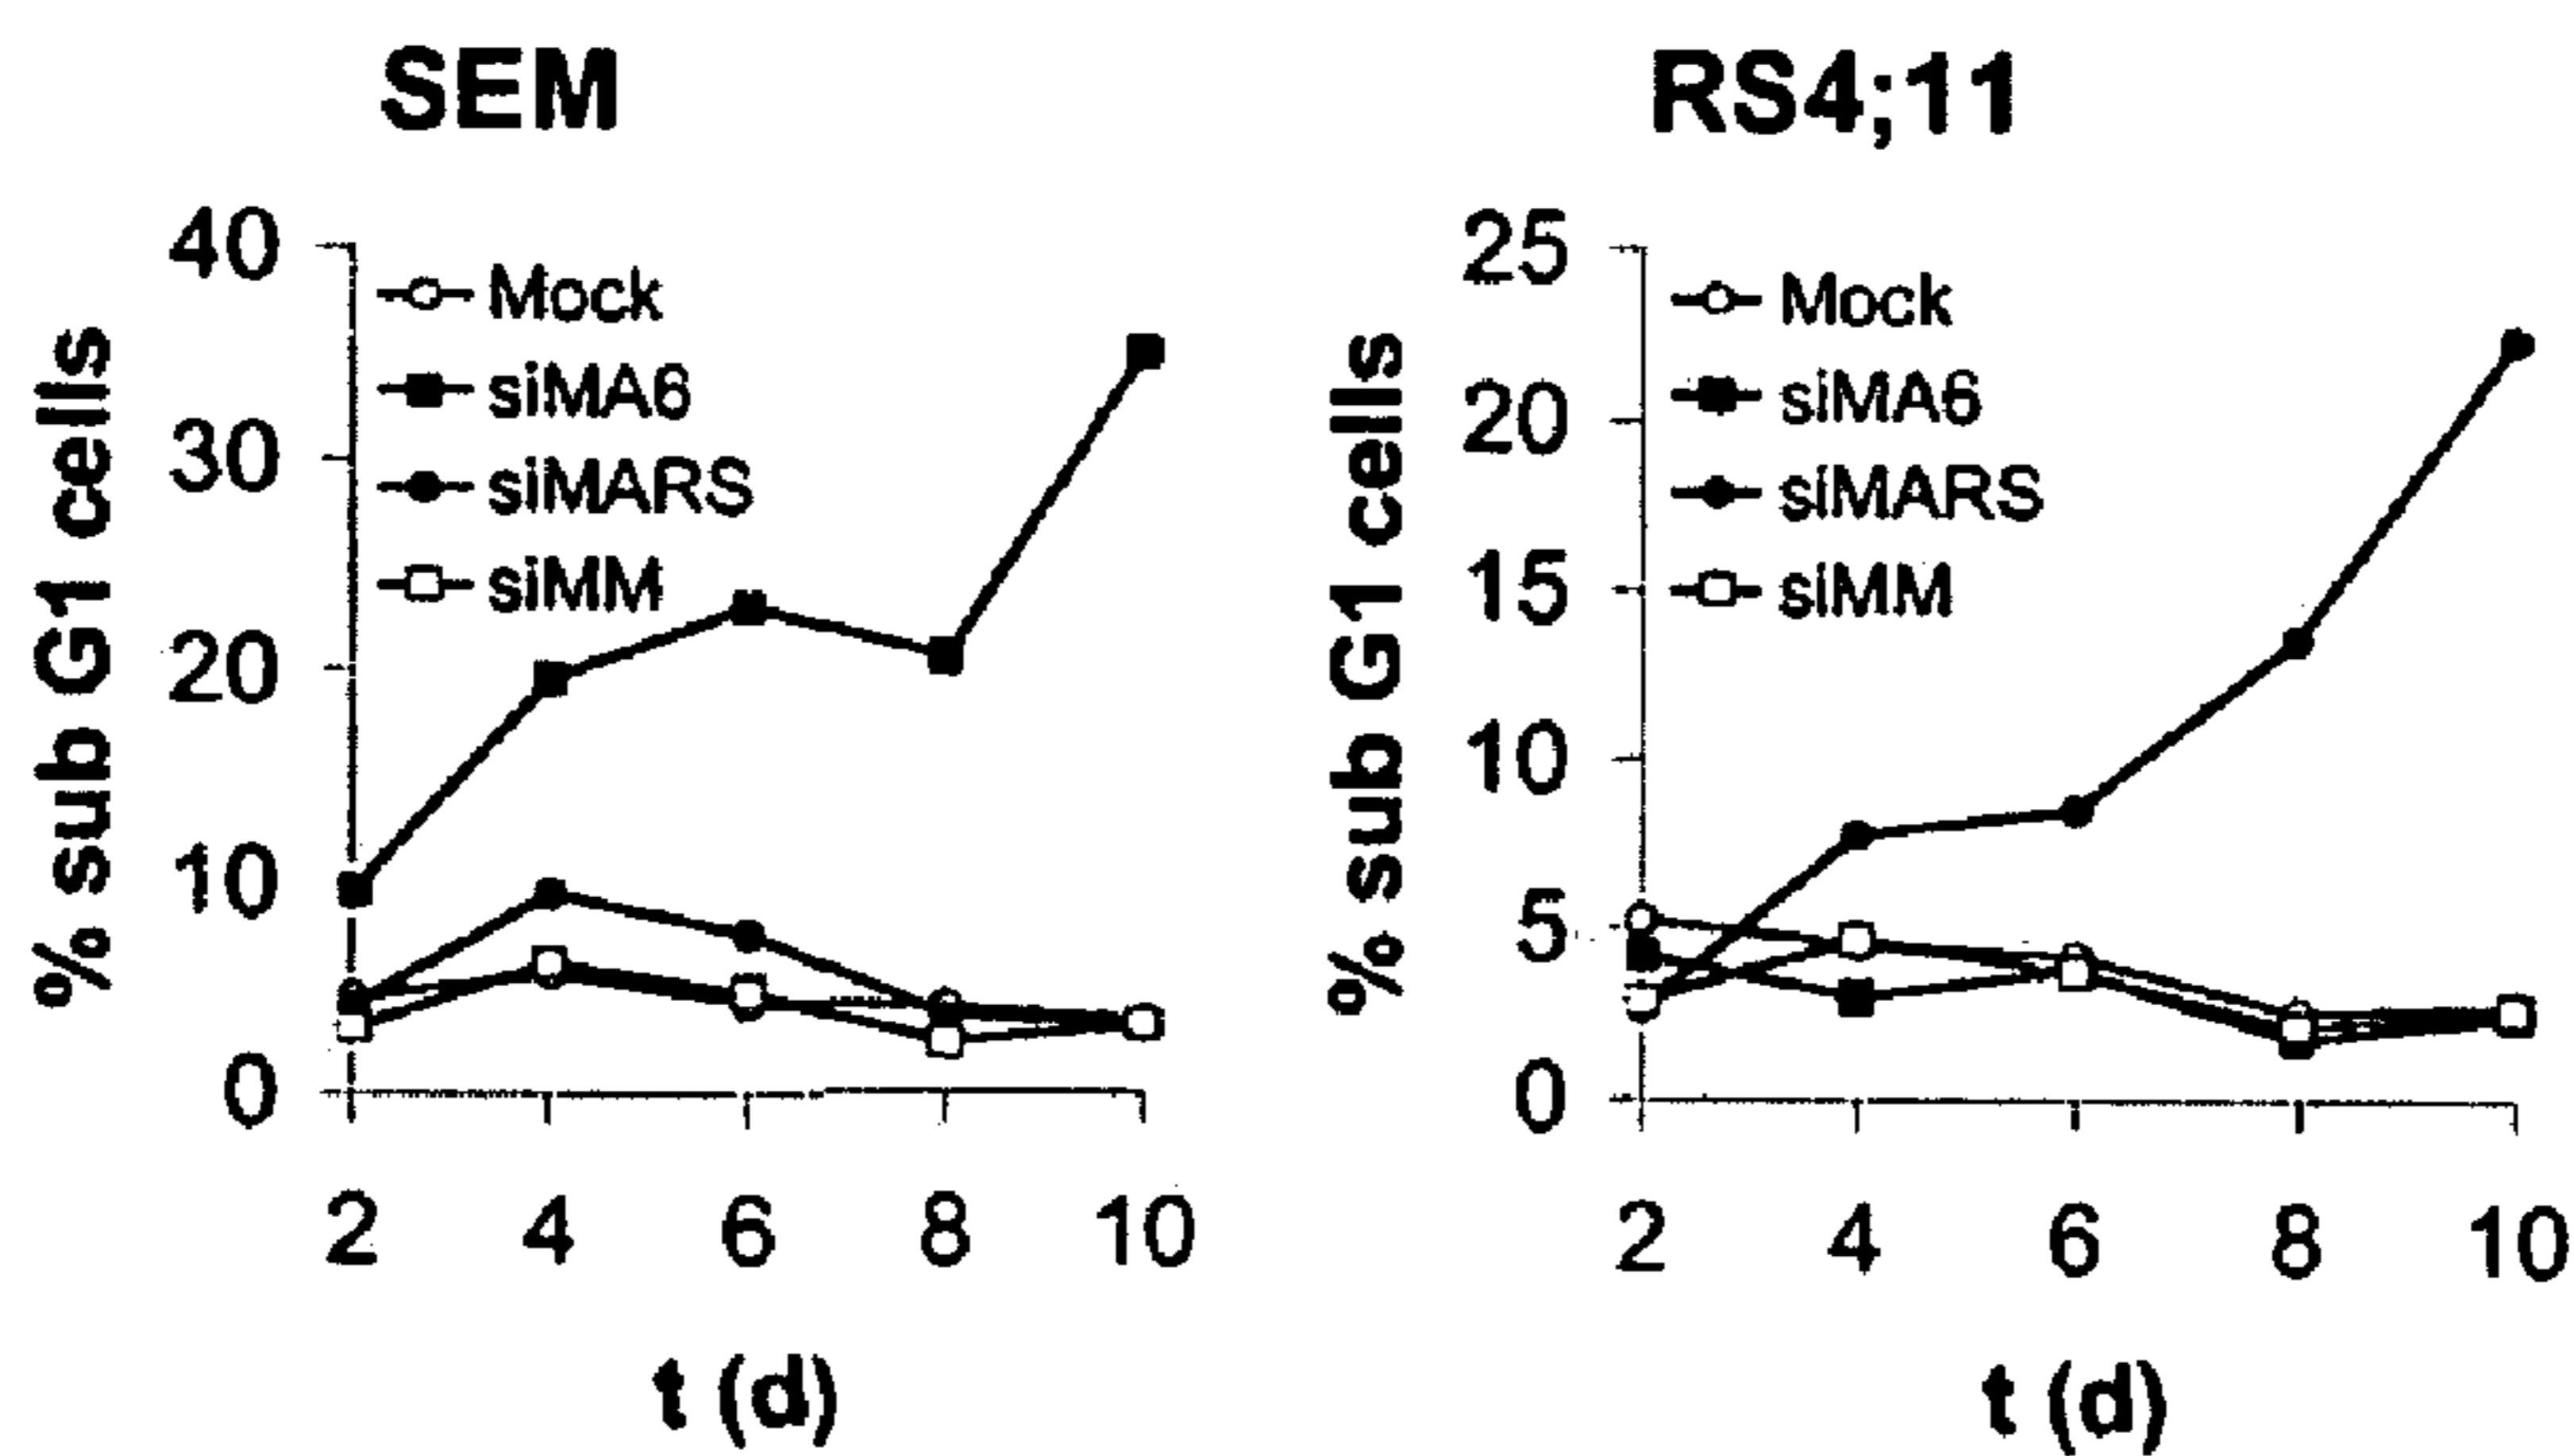 SEM
40
30
20
10
0
% sub G1 cells
Mock
siMA6
siMARS
siMM
2 4 6 8 10
t (d)
RS4;11
25
20
15
10
5
0
% sub G1 cells
Mock
siMA6
siMARS
siMM
2 4 6 8 10
t (d)